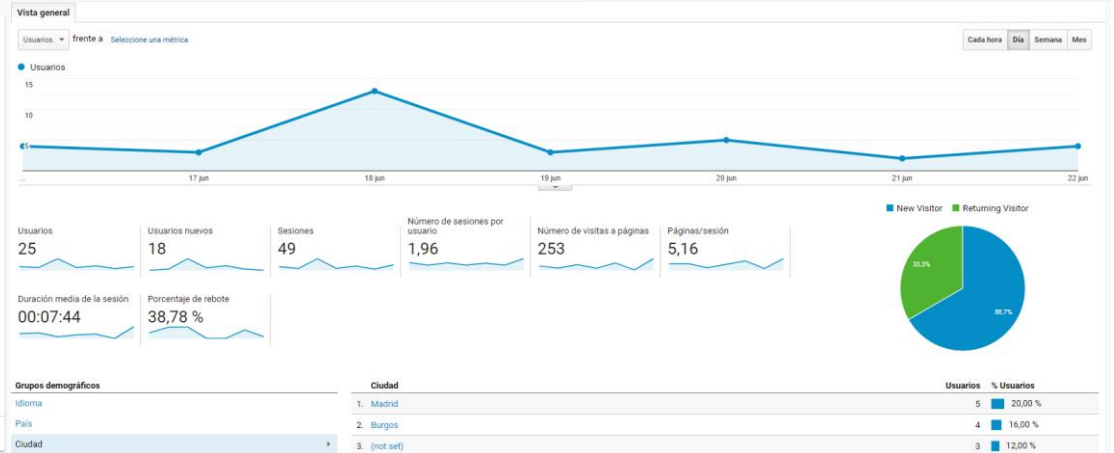 Vista general
Usuarios frente a Seleccione una métrica
Cada hora Día Semana Mes
Usuarios
15
10
5
... 17 jun 18 jun 19 jun 20 jun 21 jun 22 jun
New Visitor Returning Visitor
Usuarios
25
Usuarios nuevos
18
Sesiones
49
Número de sesiones por
usuario
1,96
Número de visitas a páginas
253
Páginas/sesión
5,16
33,3%
66,7%
Duración media de la sesión
00:07:44
Porcentaje de rebote
38,78 %
Grupos demográficos
Idioma
País
Ciudad
Ciudad Usuarios % Usuarios
1. Madrid 5 20,00 %
2. Burgos 4 16,00 %
3. (not set) 3 12,00 %